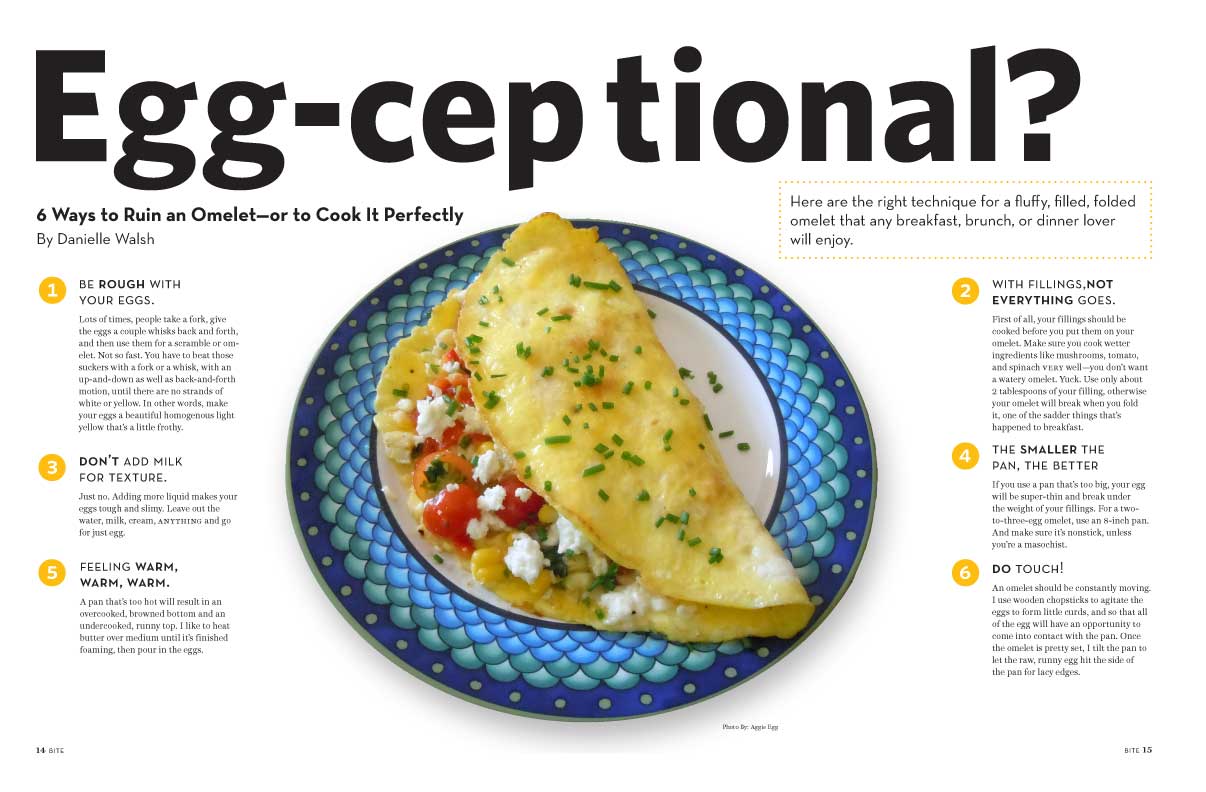 Egg-ceptional?
6 Ways to Ruin an Omelet—or to Cook It Perfectly
By Danielle Walsh
Here are the right technique for a fluffy, filled, folded
omelet that any breakfast, brunch, or dinner lover
will enjoy.
1
BE ROUGH WITH
YOUR EGGS.
Lots of times, people take a fork, give
the eggs a couple whisks back and forth,
and then use them for a scramble or om-
elet. Not so fast. You have to beat those
suckers with a fork or a whisk, with an
up-and-down as well as back-and-forth
motion, until there are no strands of
white or yellow. In other words, make
your eggs a beautiful homogenous light
yellow that's a little frothy.
2
WITH FILLINGS,NOT
EVERYTHING GOES.
First of all, your fillings should be
cooked before you put them on your
omelet. Make sure you cook wetter
ingredients like mushrooms, tomato,
and spinach VERY well—you don't want
a watery omelet. Yuck. Use only about
2 tablespoons of your filling, otherwise
your omelet will break when you fold
it, one of the sadder things that's
happened to breakfast.
3
DON'T ADD MILK
FOR TEXTURE.
Just no. Adding more liquid makes your
eggs tough and slimy. Leave out the
water, milk, cream, ANYTHING and go
for just egg.
4
THE SMALLER THE
PAN, THE BETTER
If you use a pan that's too big, your egg
will be super-thin and break under
the weight of your fillings. For a two-
to-three-egg omelet, use an 8-inch pan.
And make sure it's nonstick, unless
you're a masochist.
5
FEELING WARM,
WARM, WARM.
A pan that's too hot will result in an
overcooked, browned bottom and an
undercooked, runny top. I like to heat
butter over medium until it's finished
foaming, then pour in the eggs.
6
DO TOUCH!
An omelet should be constantly moving.
I use wooden chopsticks to agitate the
eggs to form little curds, and so that all
of the egg will have an opportunity to
come into contact with the pan. Once
the omelet is pretty set, I tilt the pan to
let the raw, runny egg hit the side of
the pan for lacy edges.
Photo By: Aggie Egg
14 BITE
BITE 15